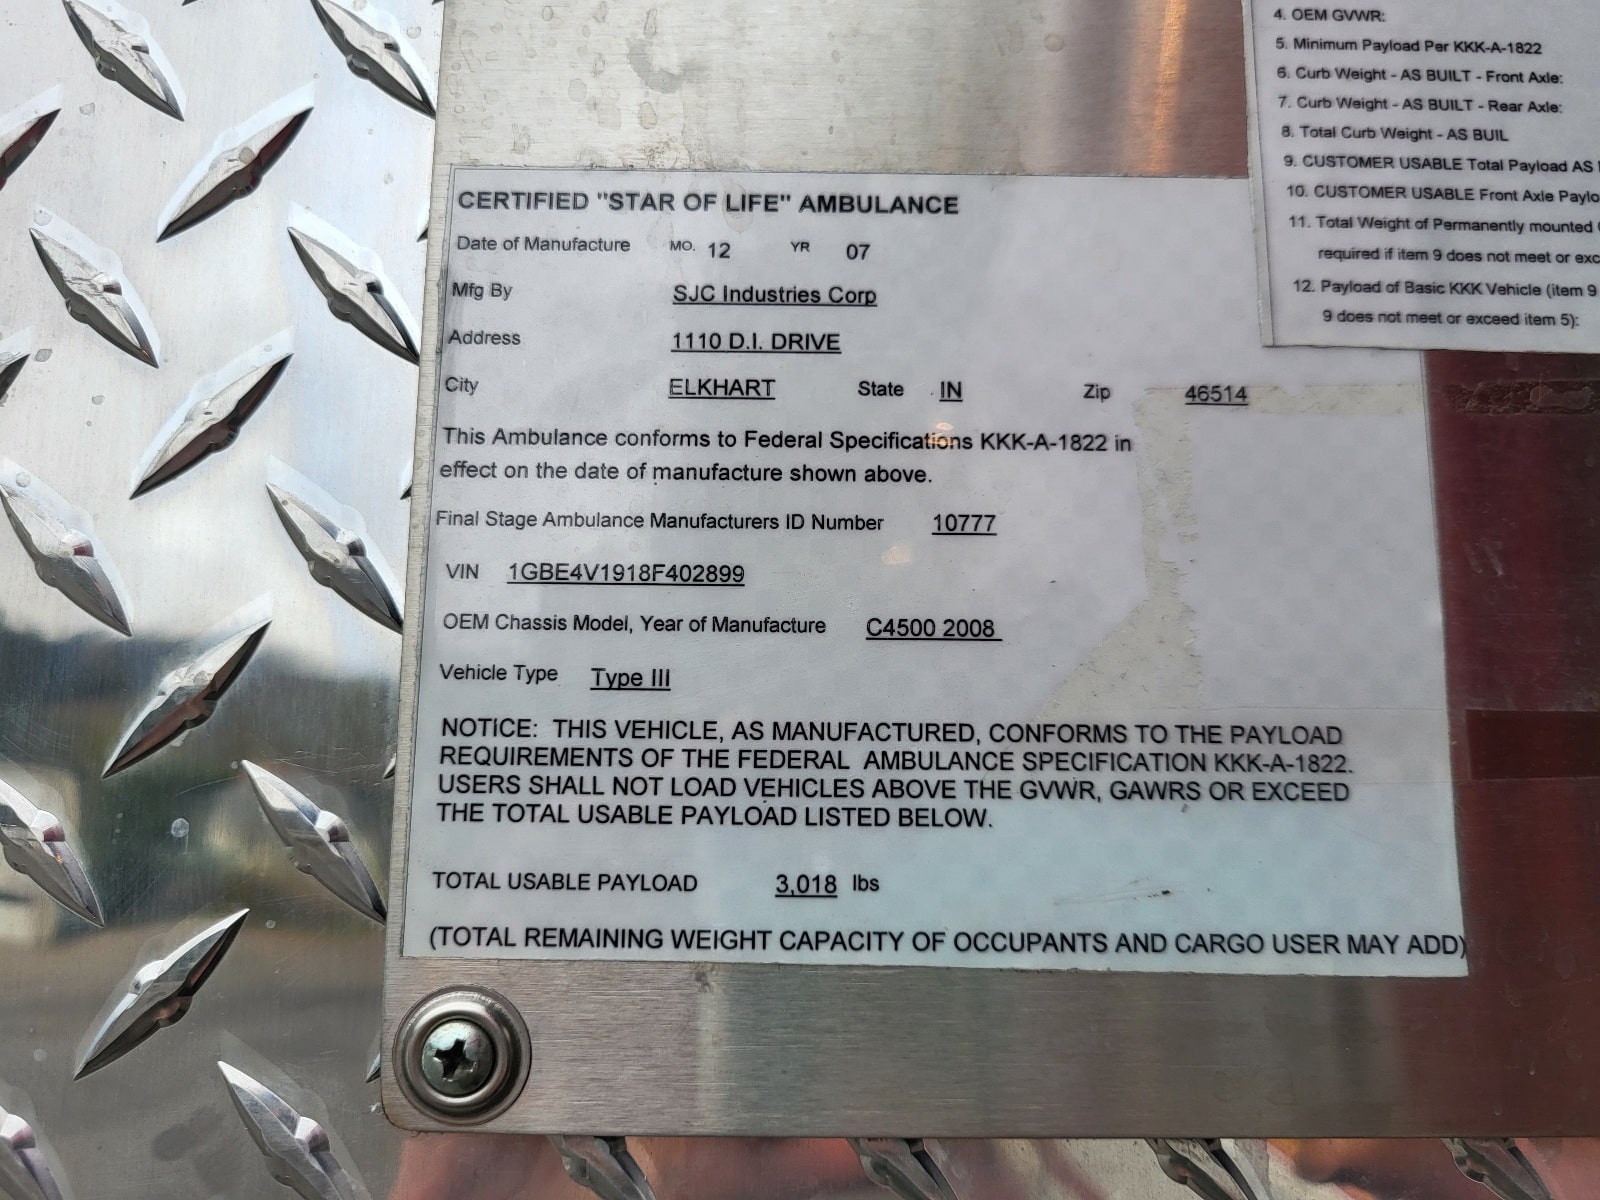 CERTIFIED "STAR OF LIFE" AMBULANCE
Date of Manufacture MO. 12 YR 07
Mfg By SJC Industries Corp
Address 1110 D.I. DRIVE
City ELKHART State IN Zip 46514
This Ambulance conforms to Federal Specifications KKK-A-1822 in
effect on the date of manufacture shown above.
Final Stage Ambulance Manufacturers ID Number 10777
VIN 1GBE4V1918F402899
OEM Chassis Model, Year of Manufacture C4500 2008
Vehicle Type Type III
NOTICE: THIS VEHICLE, AS MANUFACTURED, CONFORMS TO THE PAYLOAD
REQUIREMENTS OF THE FEDERAL AMBULANCE SPECIFICATION KKK-A-1822.
USERS SHALL NOT LOAD VEHICLES ABOVE THE GVWR, GAWRS OR EXCEED
THE TOTAL USABLE PAYLOAD LISTED BELOW.
TOTAL USABLE PAYLOAD 3,018 lbs
(TOTAL REMAINING WEIGHT CAPACITY OF OCCUPANTS AND CARGO USER MAY ADD)
4. OEM GVWR:
5. Minimum Payload Per KKK-A-1822
6. Curb Weight - AS BUILT - Front Axle:
7. Curb Weight - AS BUILT - Rear Axle:
8. Total Curb Weight - AS BUIL
9. CUSTOMER USABLE Total Payload AS
10. CUSTOMER USABLE Front Axle Paylo
11. Total Weight of Permanently mounted
required if item 9 does not meet or exc
12. Payload of Basic KKK Vehicle (item 9
9 does not meet or exceed item 5):